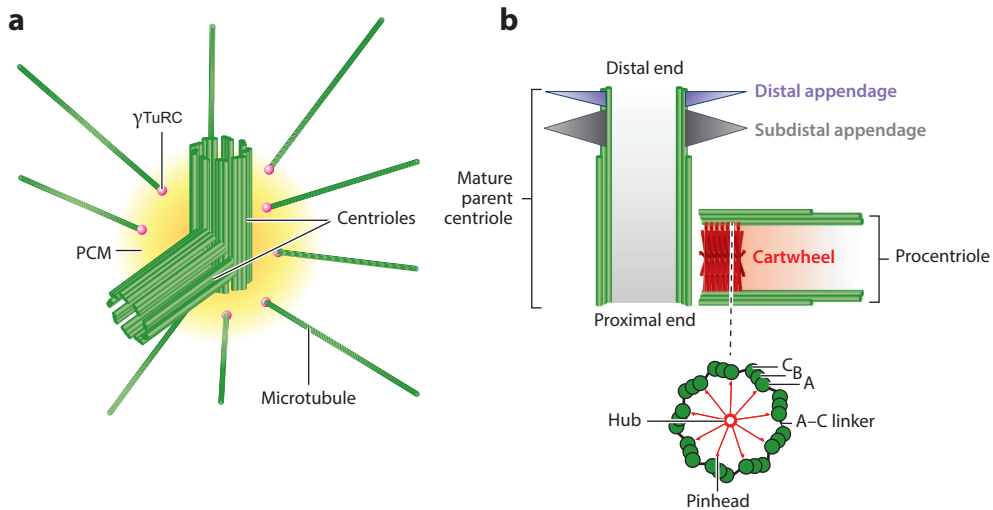 a
γTuRC
Centrioles
PCM
Microtubule
b
Distal end
Distal appendage
Subdistal appendage
Mature
parent
centriole
Cartwheel
Procentriole
Proximal end
C
B
A
Hub
A–C linker
Pinhead